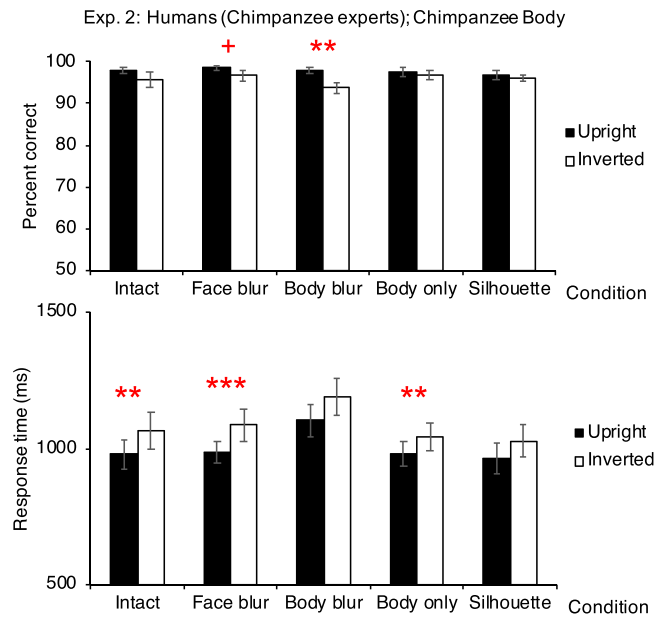 Exp. 2: Humans (Chimpanzee experts); Chimpanzee Body
+ **
100
90
80
70
60
50
Percent correct
Upright
Inverted
Intact Face blur Body blur Body only Silhouette Condition
1500
1000
500
Response time (ms)
** *** **
Upright
Inverted
Intact Face blur Body blur Body only Silhouette Condition